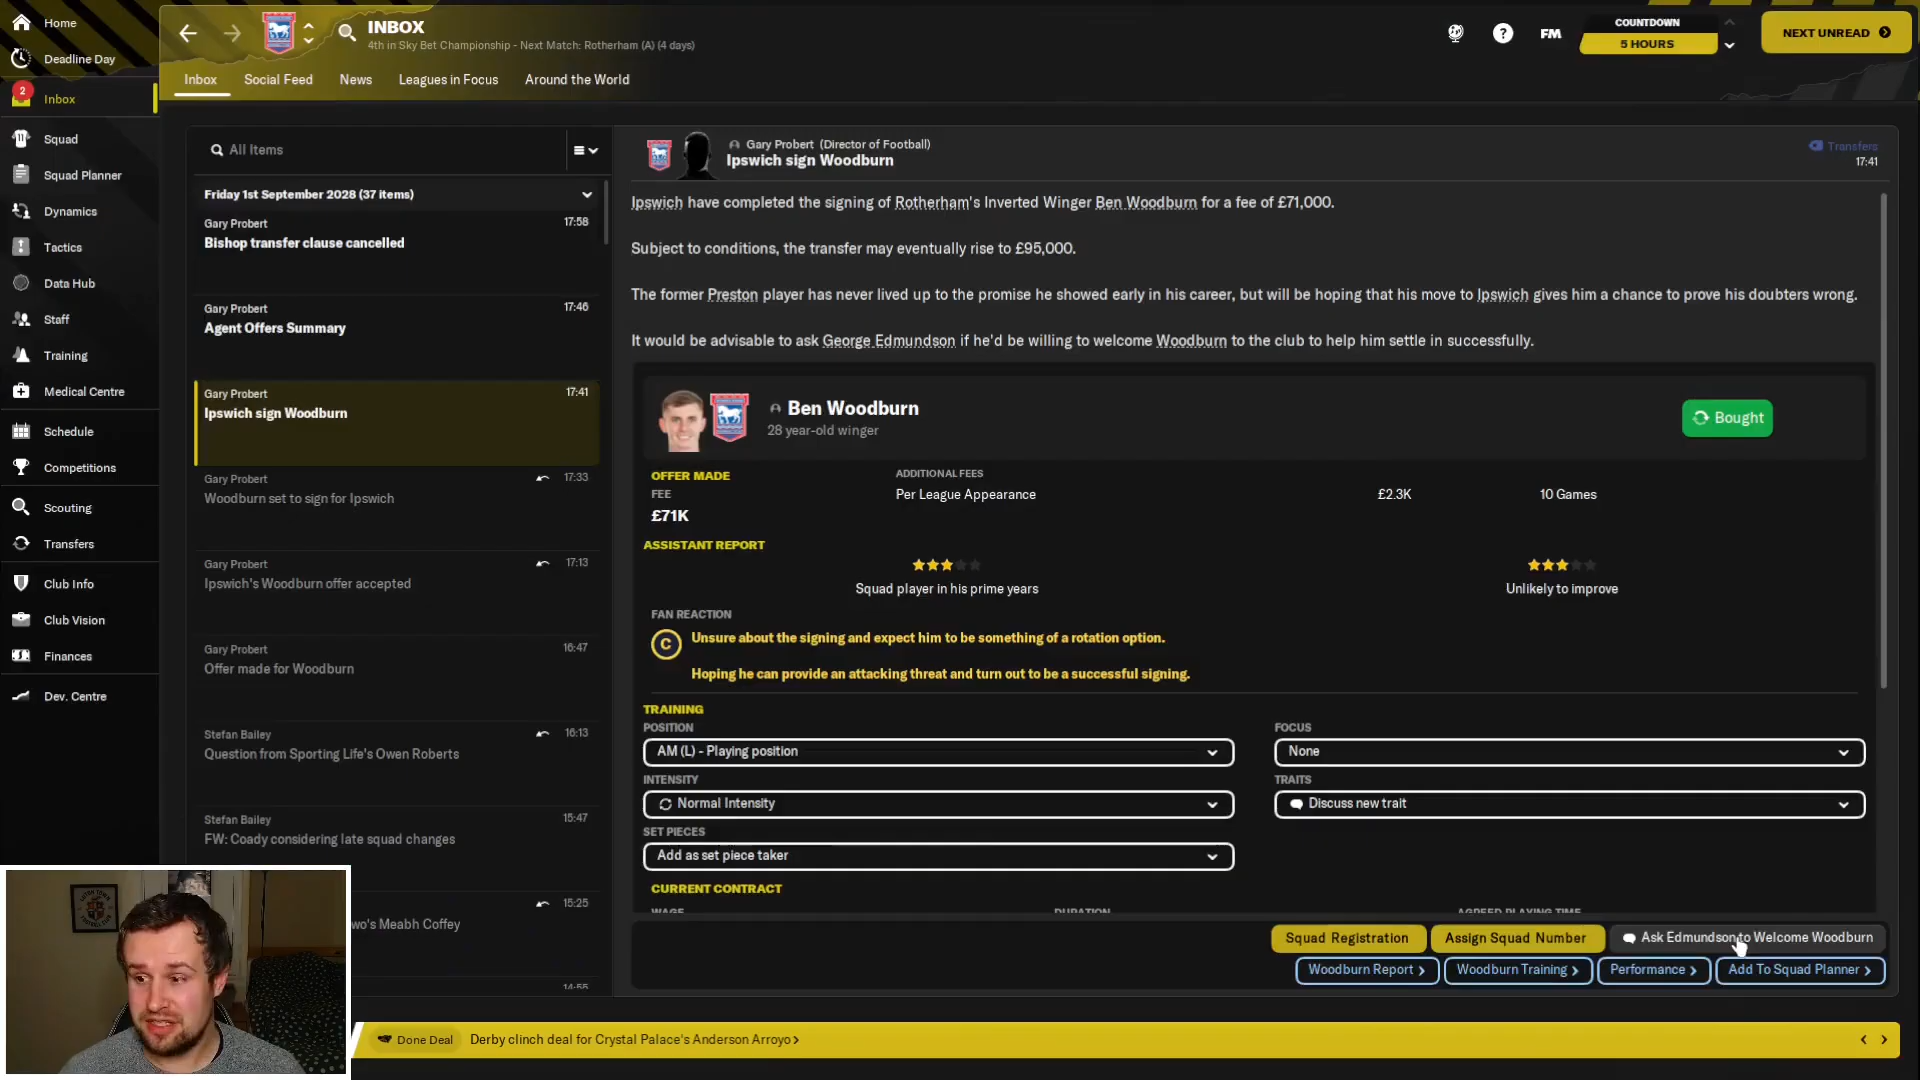 Home
Deadline Day
2
Inbox
Squad
Squad Planner
Dynamics
Tactics
Data Hub
Staff
Training
Medical Centre
Schedule
Competitions
Scouting
Transfers
Club Info
Club Vision
Finances
Dev. Centre
INBOX
4th in Sky Bet Championship - Next Match: Rotherham (A) (4 days)
FM
COUNTDOWN
5 HOURS
NEXT UNREAD
Inbox
Social Feed
News
Leagues in Focus
Around the World
All Items
Friday 1st September 2028 (37 items)
Gary Probert 17:58
Bishop transfer clause cancelled
Gary Probert 17:46
Agent Offers Summary
Gary Probert 17:41
Ipswich sign Woodburn
Gary Probert 17:33
Woodburn set to sign for Ipswich
Gary Probert 17:13
Ipswich's Woodburn offer accepted
Gary Probert 16:47
Offer made for Woodburn
Stefan Bailey 16:13
Question from Sporting Life's Owen Roberts
Stefan Bailey 15:47
FW: Coady considering late squad changes
15:25
wo's Meabh Coffey
14:55
Gary Probert (Director of Football)
Ipswich sign Woodburn
Transfers
17:41
Ipswich have completed the signing of Rotherham's Inverted Winger Ben Woodburn for a fee of £71,000.
Subject to conditions, the transfer may eventually rise to £95,000.
The former Preston player has never lived up to the promise he showed early in his career, but will be hoping that his move to Ipswich gives him a chance to prove his doubters wrong.
It would be advisable to ask George Edmundson if he'd be willing to welcome Woodburn to the club to help him settle in successfully.
Ben Woodburn
28 year-old winger
Bought
OFFER MADE
FEE
£71K
ADDITIONAL FEES
Per League Appearance £2.3K 10 Games
ASSISTANT REPORT
Squad player in his prime years
Unlikely to improve
FAN REACTION
C
Unsure about the signing and expect him to be something of a rotation option.
Hoping he can provide an attacking threat and turn out to be a successful signing.
TRAINING
POSITION
AM (L) - Playing position
FOCUS
None
INTENSITY
Normal Intensity
TRAITS
Discuss new trait
SET PIECES
Add as set piece taker
CURRENT CONTRACT
WAGE DURATION AGREED PLAYING TIME
Squad Registration
Assign Squad Number
Ask Edmundson to Welcome Woodburn
Woodburn Report
Woodburn Training
Performance
Add To Squad Planner
Done Deal
Derby clinch deal for Crystal Palace's Anderson Arroyo